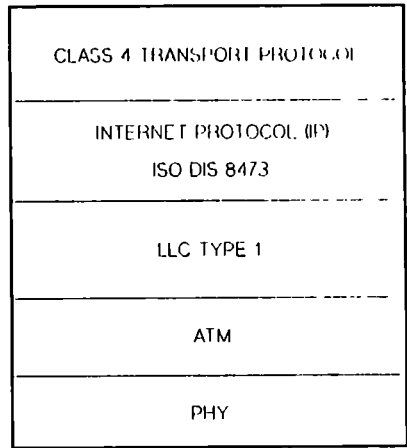 CLASS 4 TRANSPORT PROTOCOL
INTERNET PROTOCOL (IP)
ISO DIS 8473
LLC TYPE 1
ATM
PHY